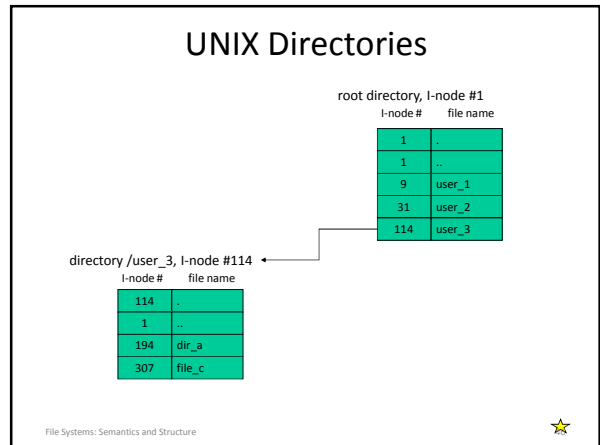 UNIX Directories
root directory, I-node #1
I-node # file name
1 .
1 ..
9 user_1
31 user_2
114 user_3
directory /user_3, I-node #114
I-node # file name
114 .
1 ..
194 dir_a
307 file_c
File Systems: Semantics and Structure